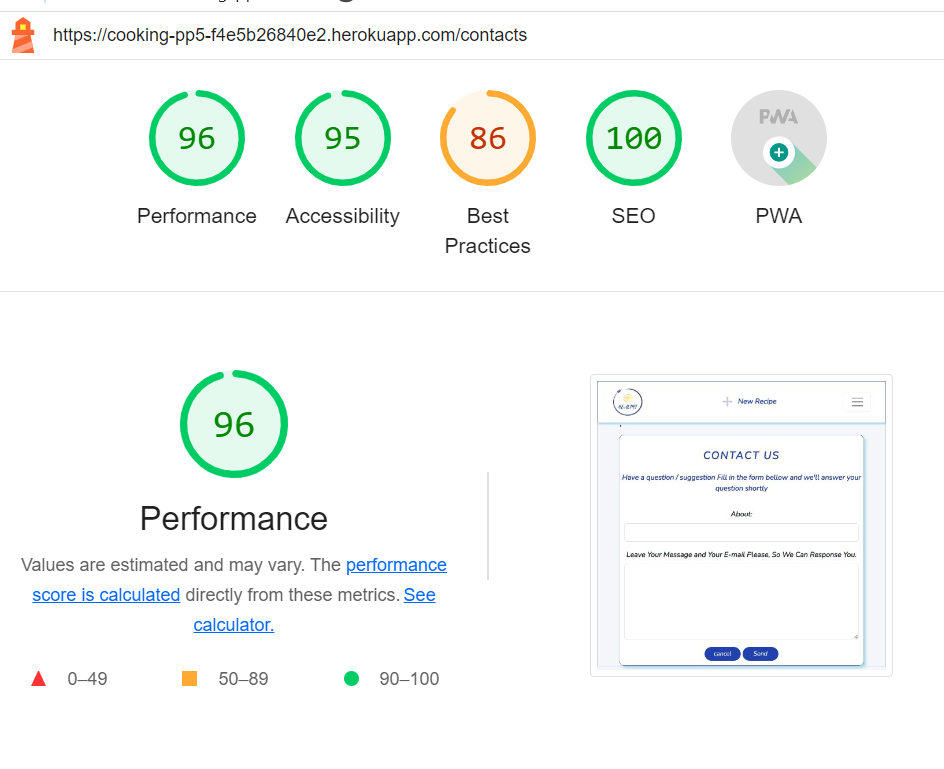 https://cooking-pp5-f4e5b26840e2.herokuapp.com/contacts
96
95
86
100
PWA
Performance
Accessibility
Best
Practices
SEO
PWA
96
Performance
Values are estimated and may vary. The performance
score is calculated directly from these metrics. See
calculator.
0–49
50–89
90–100
New Recipe
CONTACT US
Have a question / suggestion Fill in the form bellow and we'll answer your
question shortly
About:
Leave Your Message and Your E-mail Please, So We Can Response You.
cancel
Send